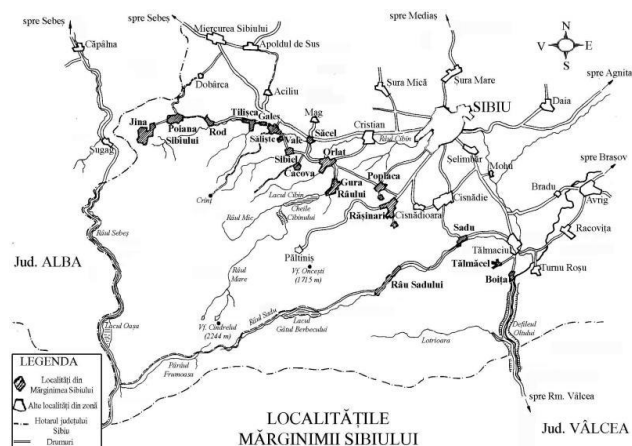 spre Sebeș
spre Sebeș
spre Mediaș
N
V
E
S
Căpâlna
Miercurea Sibiului
Apoldul de Sus
Dobârca
Aciliu
Șura Mică
Șura Mare
spre Agnita
SIBIU
Daia
Jina
Poiana
Sibiului
Rod
Tilișca
Galeș
Mag
Săliște
Vale
Săcel
Cristian
Râul Cibin
Șugag
Sibiel
Orlat
Cacova
Șelimbăr
Mohu
spre Brașov
Crinț
Lacul Cibin
Gura
Râului
Poplaca
Cheile
Cibinului
Râul Mic
Rășinari
Cisnădioara
Cisnădie
Bradu
Avrig
Racovița
Râul Sebeș
Păltiniș
Vf. Oncești
(1715 m)
Sadu
Tălmaciu
Tălmăcel
Turnu Roșu
Boița
Jud. ALBA
Râul
Mare
Râu Sadului
Vf. Cindrelul
(2244 m)
Râul Sadu
Lacul
Gâtul Berbecului
Lacul Oașa
Defileul
Oltului
Lotrioara
Pârâul
Frumoasa
spre Rm. Vâlcea
LEGENDA
Localități din
Mărginimea Sibiului
Alte localități din zonă
Hotarul județului
Sibiu
Drumuri
LOCALITĂȚILE
MĂRGINIMII SIBIULUI
Jud. VÂLCEA